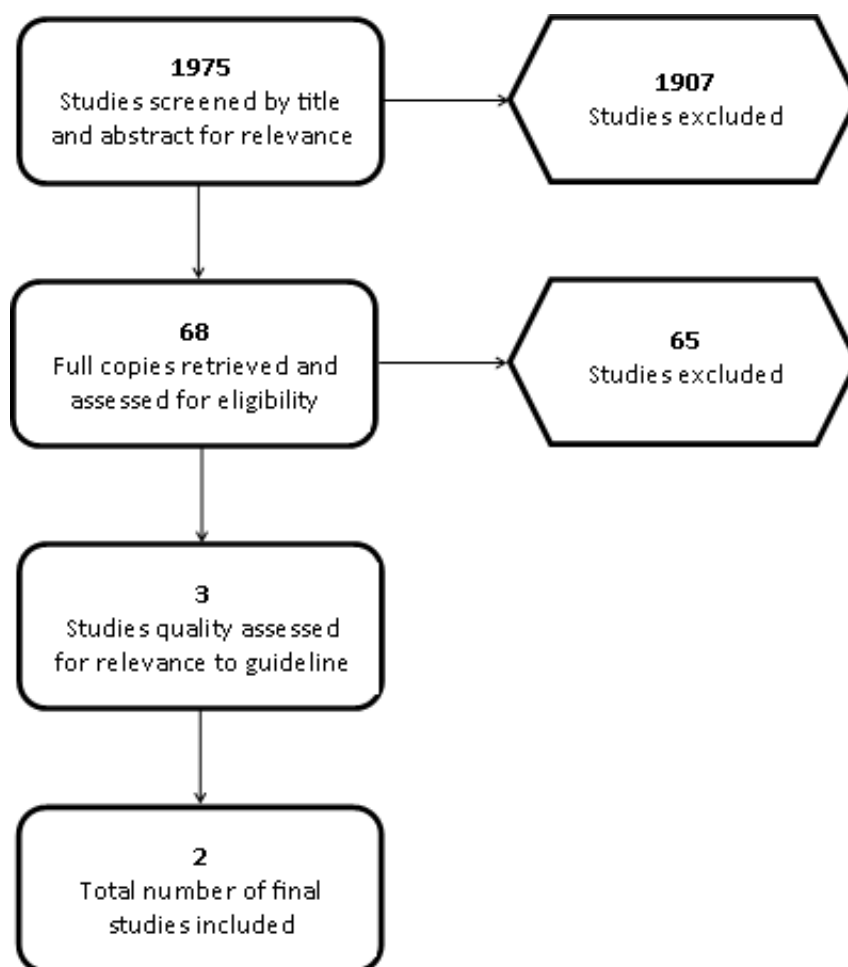 1975
Studies screened by title
and abstract for relevance
1907
Studies excluded
68
Full copies retrieved and
assessed for eligibility
65
Studies excluded
3
Studies quality assessed
for relevance to guideline
2
Total number of final
studies included